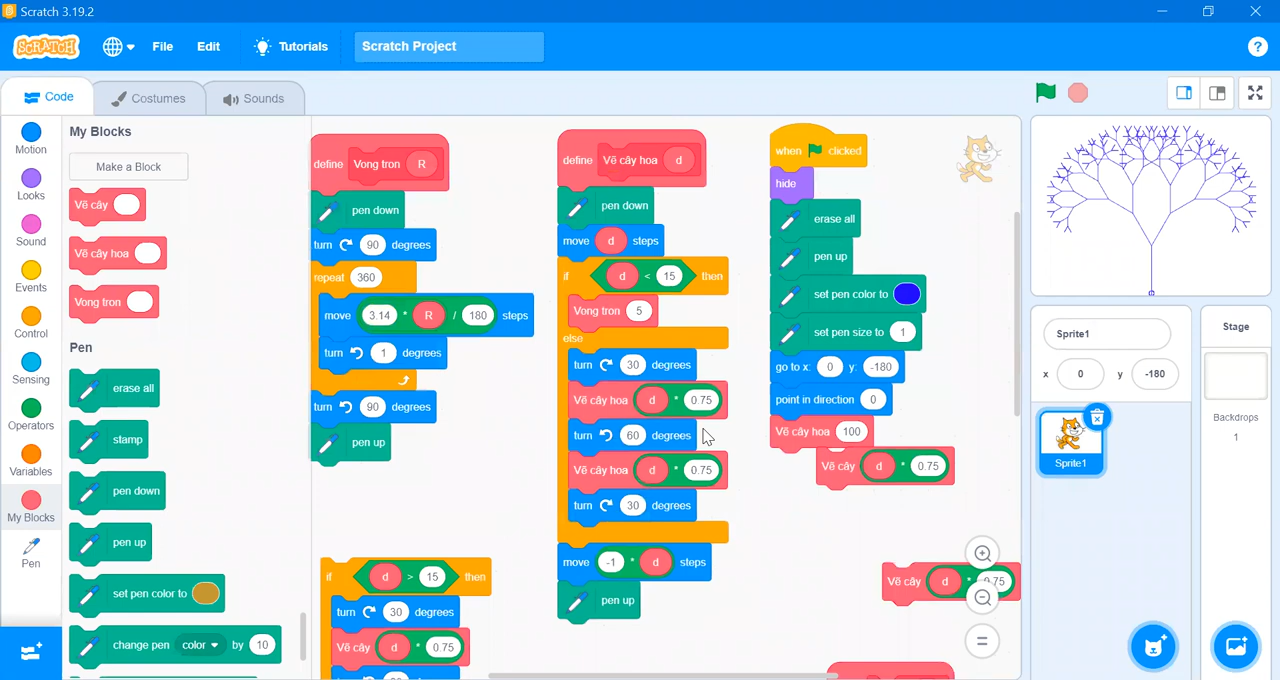 Scratch 3.19.2
SCRATCH
File
Edit
Tutorials
Scratch Project
?
Code
Costumes
Sounds
Motion
Looks
Sound
Events
Control
Sensing
Operators
Variables
My Blocks
Pen
My Blocks
Make a Block
Vẽ cây
Vẽ cây hoa
Vong tron
Pen
erase all
stamp
pen down
pen up
set pen color to
change pen color by 10
define Vong tron R
pen down
turn 90 degrees
repeat 360
move 3.14 * R / 180 steps
turn 1 degrees
turn 90 degrees
pen up
if d > 15 then
turn 30 degrees
Vẽ cây d * 0.75
define Vẽ cây hoa d
pen down
move d steps
if d < 15 then
Vong tron 5
else
turn 30 degrees
Vẽ cây hoa d * 0.75
turn 60 degrees
Vẽ cây hoa d * 0.75
turn 30 degrees
move -1 * d steps
pen up
when clicked
hide
erase all
pen up
set pen color to
set pen size to 1
go to x: 0 y: -180
point in direction 0
Vẽ cây hoa 100
Vẽ cây d * 0.75
Vẽ cây d * 0.75
Sprite1
x 0 y -180
Sprite1
Stage
Backdrops
1